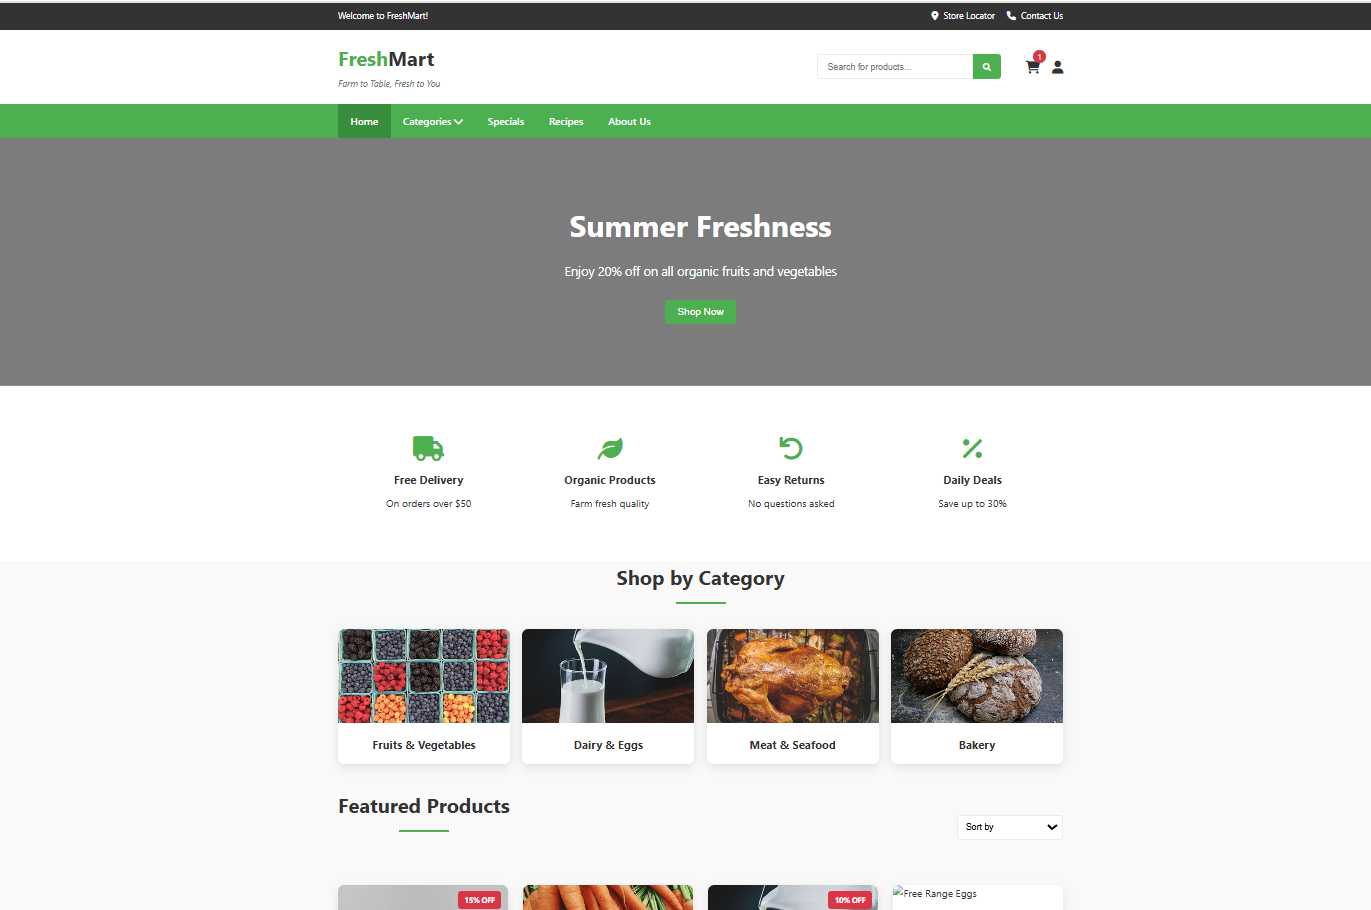 Welcome to FreshMart!
Store Locator
Contact Us
FreshMart
Farm to Table, Fresh to You
Search for products...
1
Home
Categories
Specials
Recipes
About Us
Summer Freshness
Enjoy 20% off on all organic fruits and vegetables
Shop Now
Free Delivery
On orders over $50
Organic Products
Farm fresh quality
Easy Returns
No questions asked
Daily Deals
Save up to 30%
Shop by Category
Fruits & Vegetables
Dairy & Eggs
Meat & Seafood
Bakery
Featured Products
Sort by
15% OFF
10% OFF
Free Range Eggs